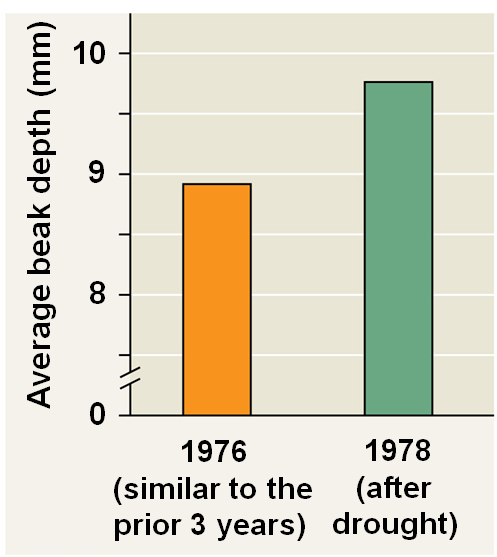 Average beak depth (mm)
10
9
8
0
1976
(similar to the
prior 3 years)
1978
(after
drought)